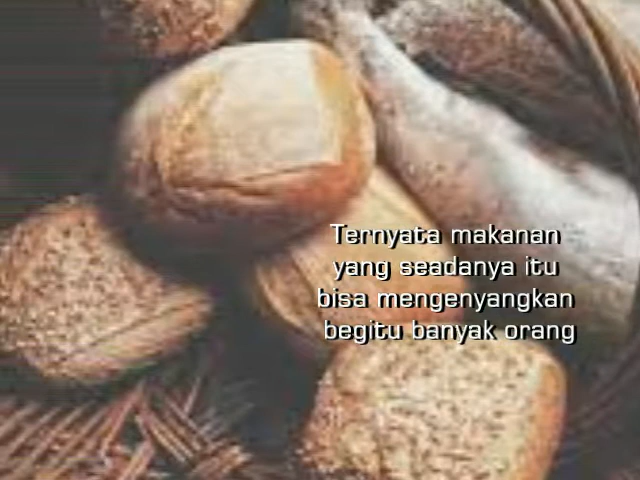 Ternyata makanan
yang seadanya itu
bisa mengenyangkan
begitu banyak orang